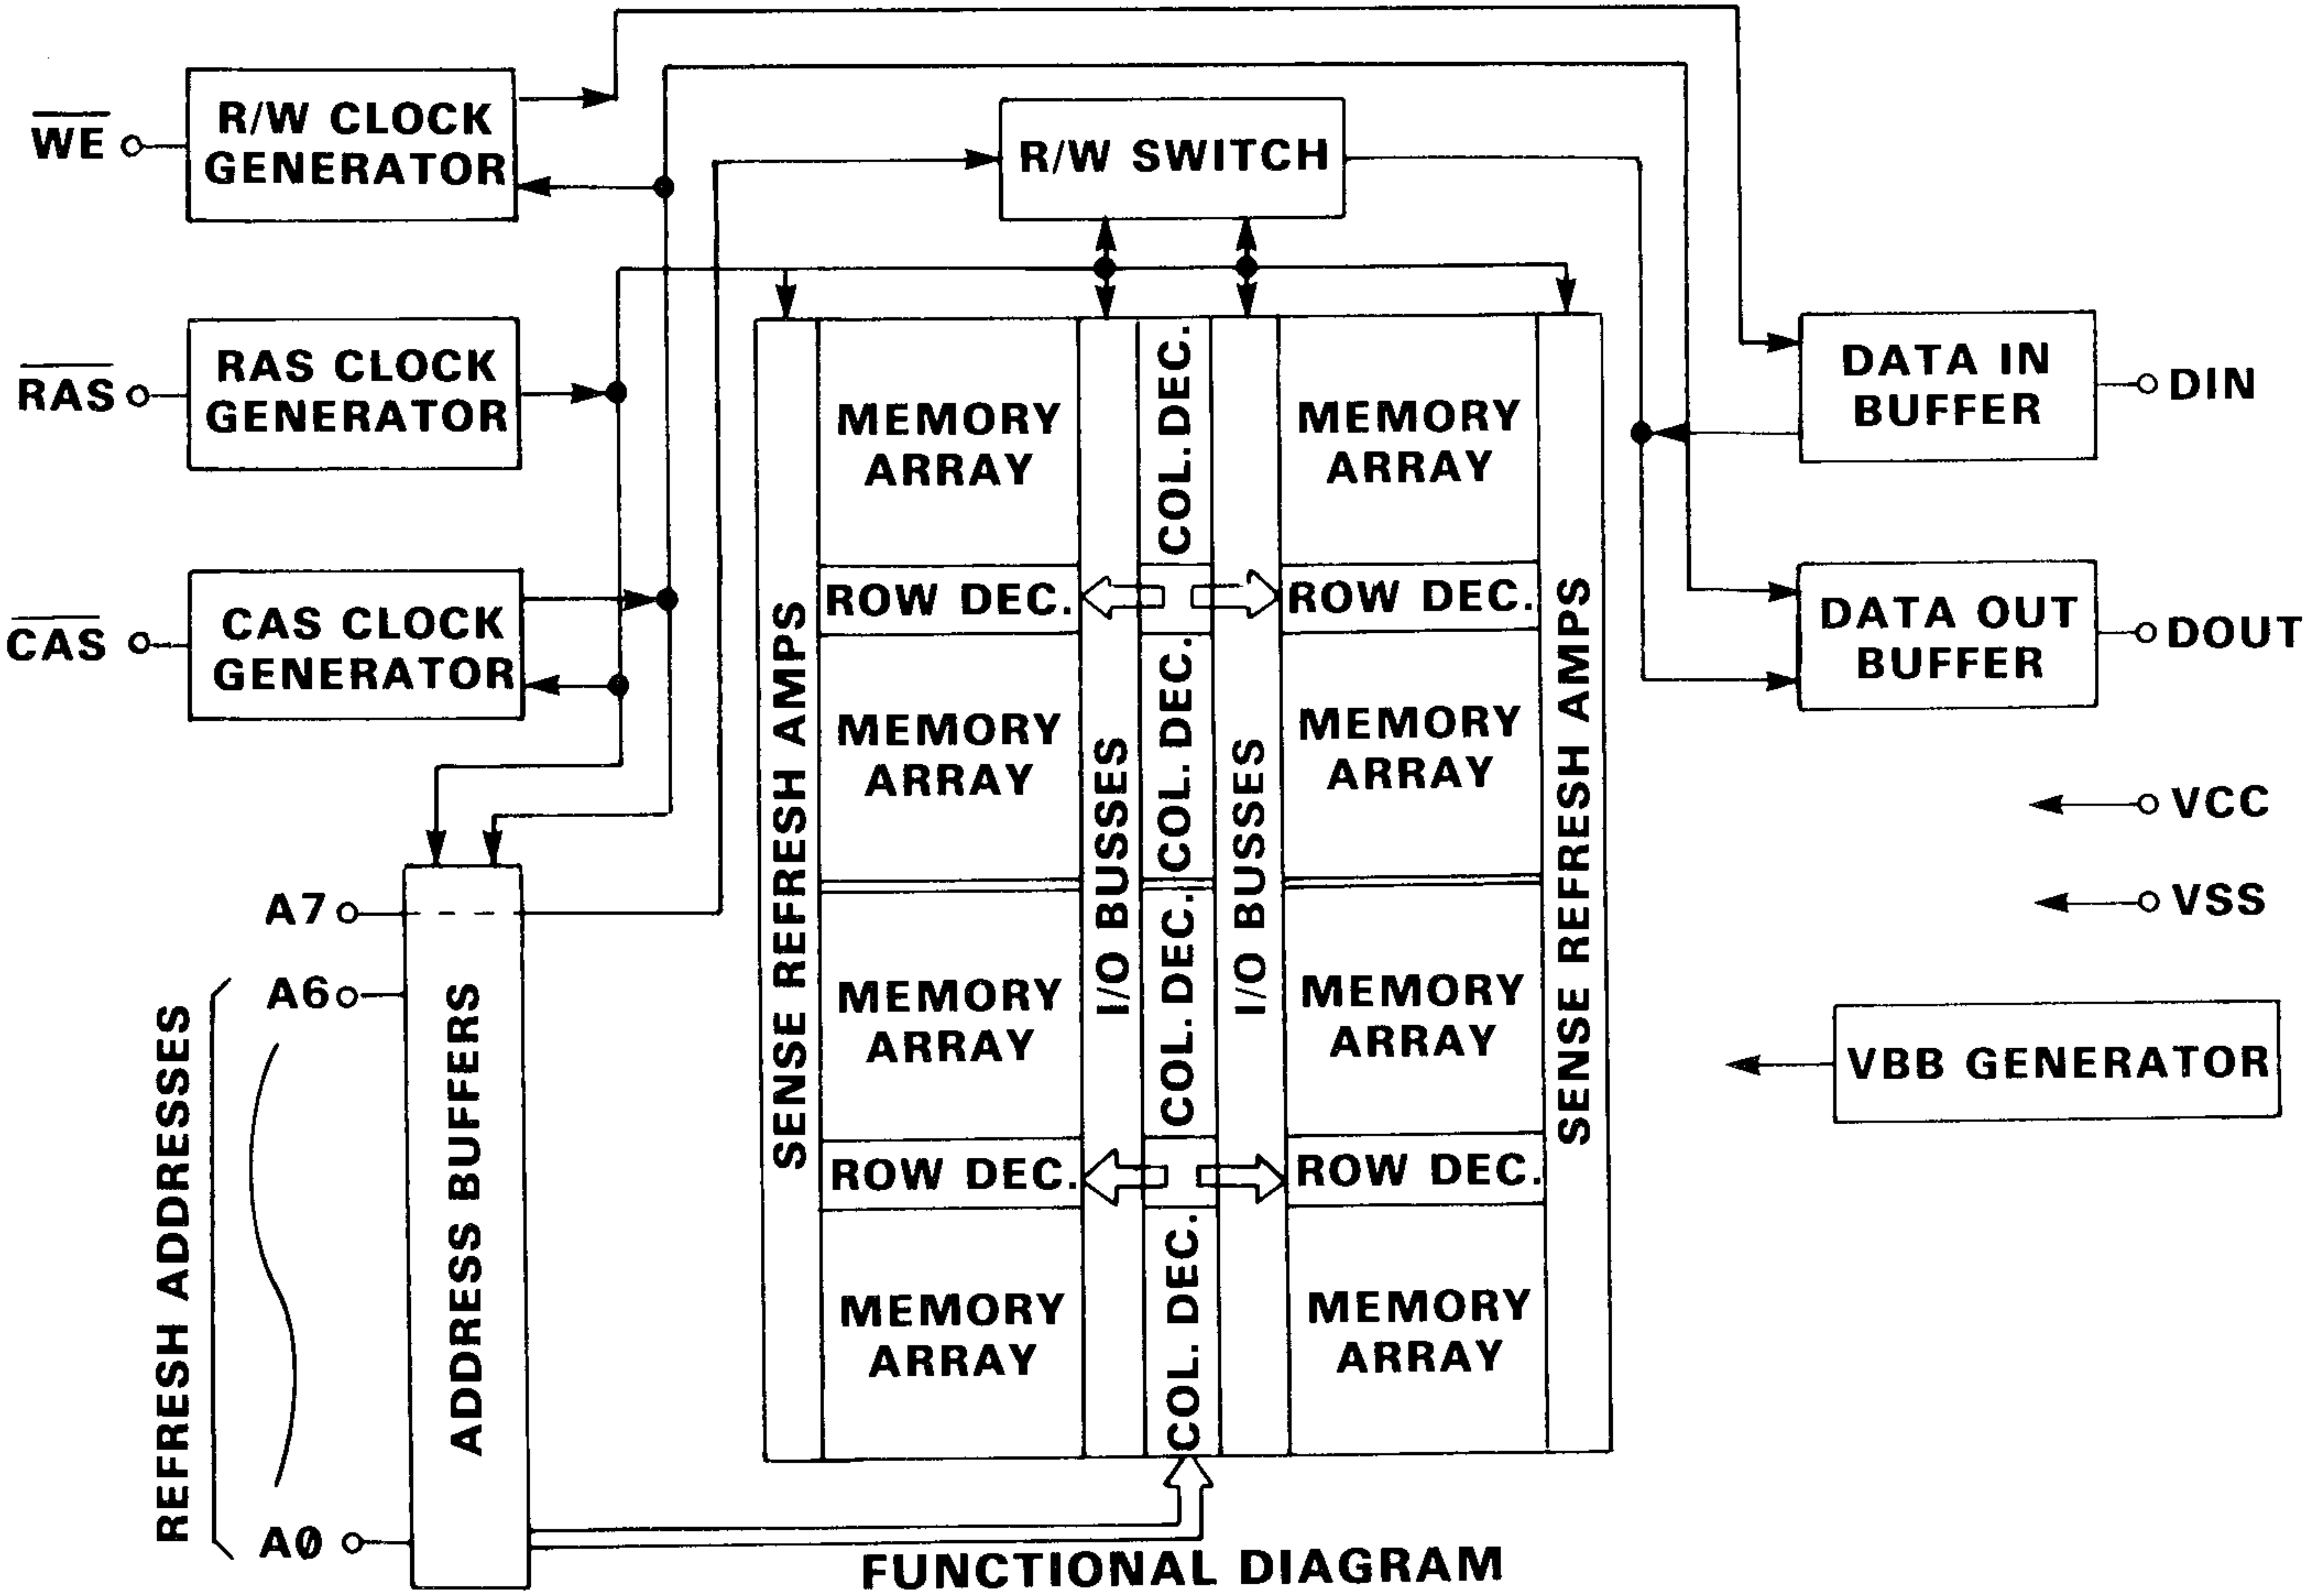 WE
R/W CLOCK
GENERATOR
R/W SWITCH
RAS
RAS CLOCK
GENERATOR
CAS
CAS CLOCK
GENERATOR
DATA IN
BUFFER
DIN
DATA OUT
BUFFER
DOUT
VCC
VSS
VBB GENERATOR
A7
A6
A0
REFRESH ADDRESSES
ADDRESS BUFFERS
SENSE REFRESH AMPS
MEMORY
ARRAY
ROW DEC.
MEMORY
ARRAY
MEMORY
ARRAY
ROW DEC.
MEMORY
ARRAY
I/O BUSSES
COL. DEC.
COL. DEC.
COL. DEC.
COL. DEC.
I/O BUSSES
MEMORY
ARRAY
ROW DEC.
MEMORY
ARRAY
MEMORY
ARRAY
ROW DEC.
MEMORY
ARRAY
SENSE REFRESH AMPS
FUNCTIONAL DIAGRAM